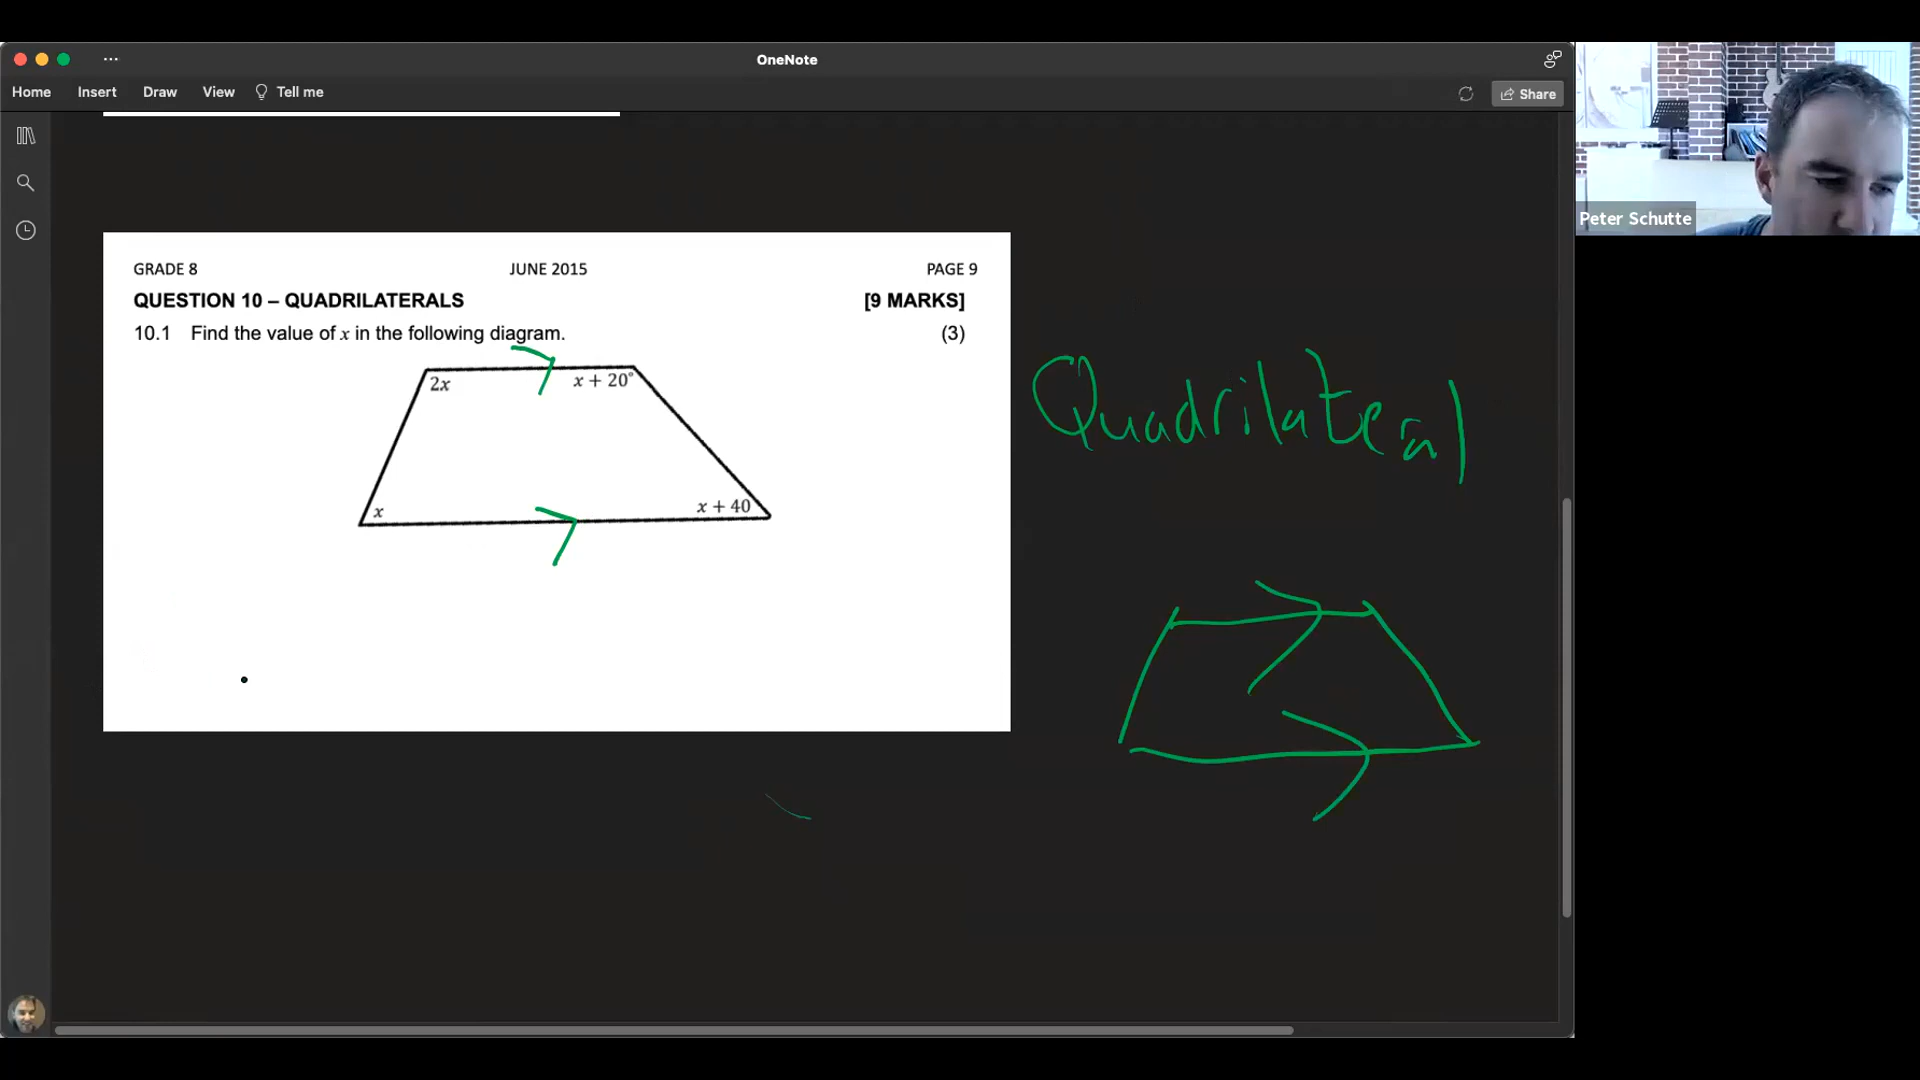 OneNote
Home Insert Draw View Tell me Share
Peter Schutte
GRADE 8 JUNE 2015 PAGE 9
QUESTION 10 – QUADRILATERALS [9 MARKS]
10.1 Find the value of x in the following diagram. (3)
2x x + 20°
x x + 40
Quadrilateral